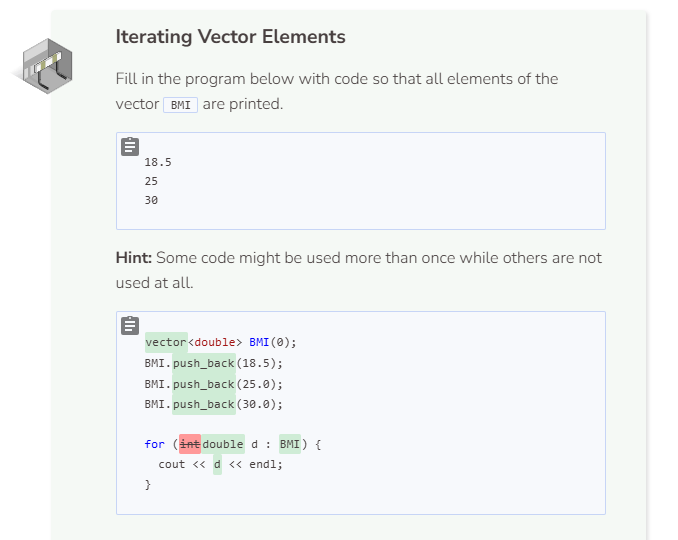 Iterating Vector Elements
Fill in the program below with code so that all elements of the
vector BMI are printed.
18.5
25
30
Hint: Some code might be used more than once while others are not
used at all.
vector<double> BMI(0);
BMI.push_back(18.5);
BMI.push_back(25.0);
BMI.push_back(30.0);
for (intdouble d : BMI) {
cout << d << endl;
}